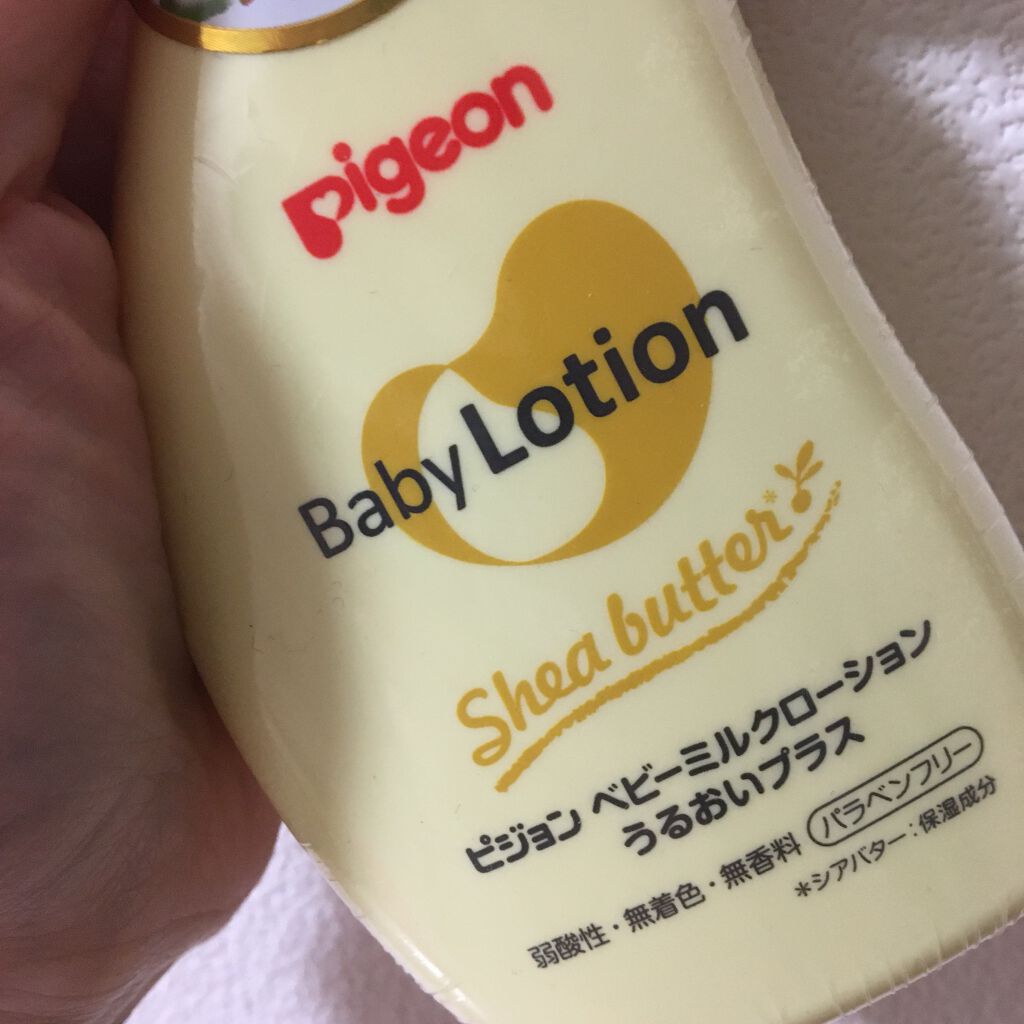 pigeon
Baby Lotion
Shea butter*
ピジョン ベビーミルクローション
うるおいプラス
弱酸性・無着色・無香料 パラベンフリー
*シアバター:保湿成分